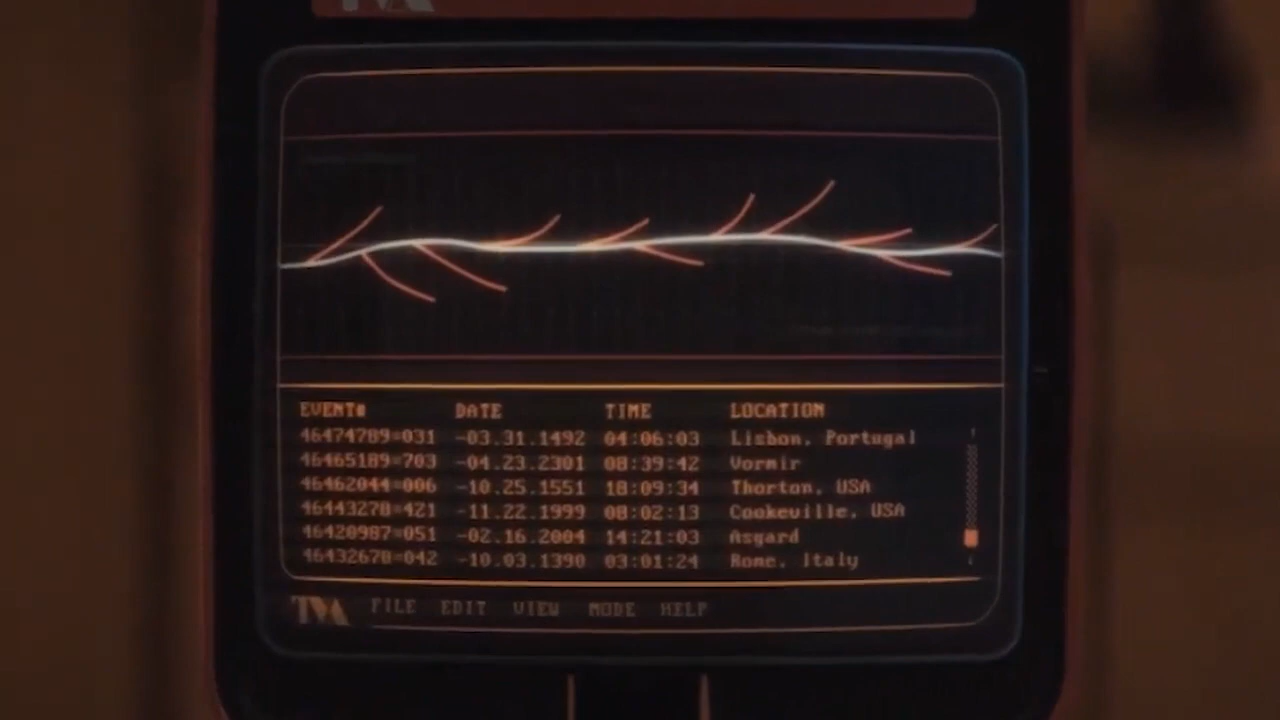 TVA
EVENT# DATE TIME LOCATION
46474789=031 -03.31.1492 04:06:03 Lisbon, Portugal
46465189=703 -04.23.2301 08:39:42 Vormir
46462044=006 -10.25.1551 18:09:34 Thorton, USA
46443278=421 -11.22.1999 08:02:13 Cookeville, USA
46420987=051 -02.16.2004 14:21:03 Asgard
46432678=042 -10.03.1390 03:01:24 Rome, Italy
TVA FILE EDIT VIEW MODE HELP